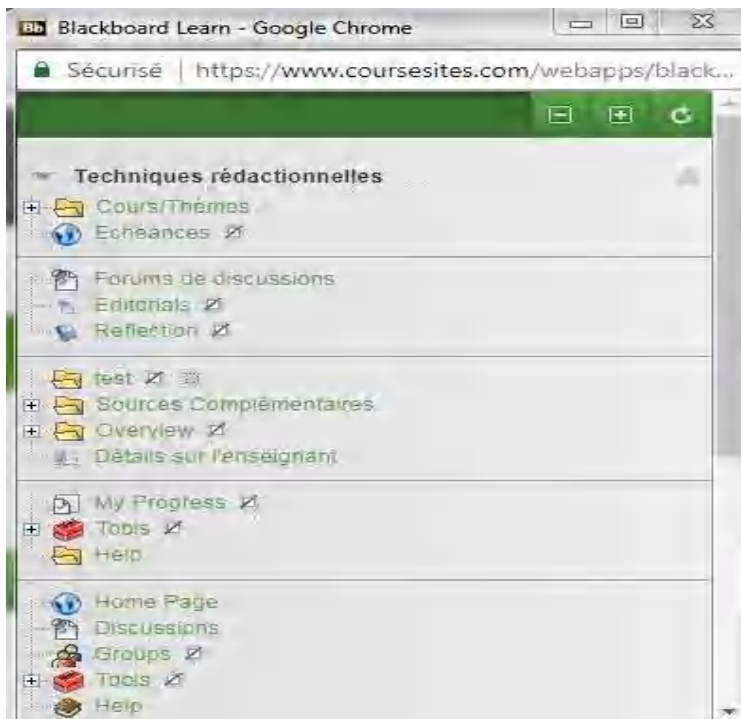 Bb Blackboard Learn - Google Chrome
Sécurisé | https://www.coursesites.com/webapps/black...
Techniques rédactionnelles
Cours/Thèmes
Echéances
Forums de discussions
Editorials
Reflection
test
Sources Complémentaires
Overview
Détails sur l'enseignant
My Progress
Tools
Help
Home Page
Discussions
Groups
Tools
Help